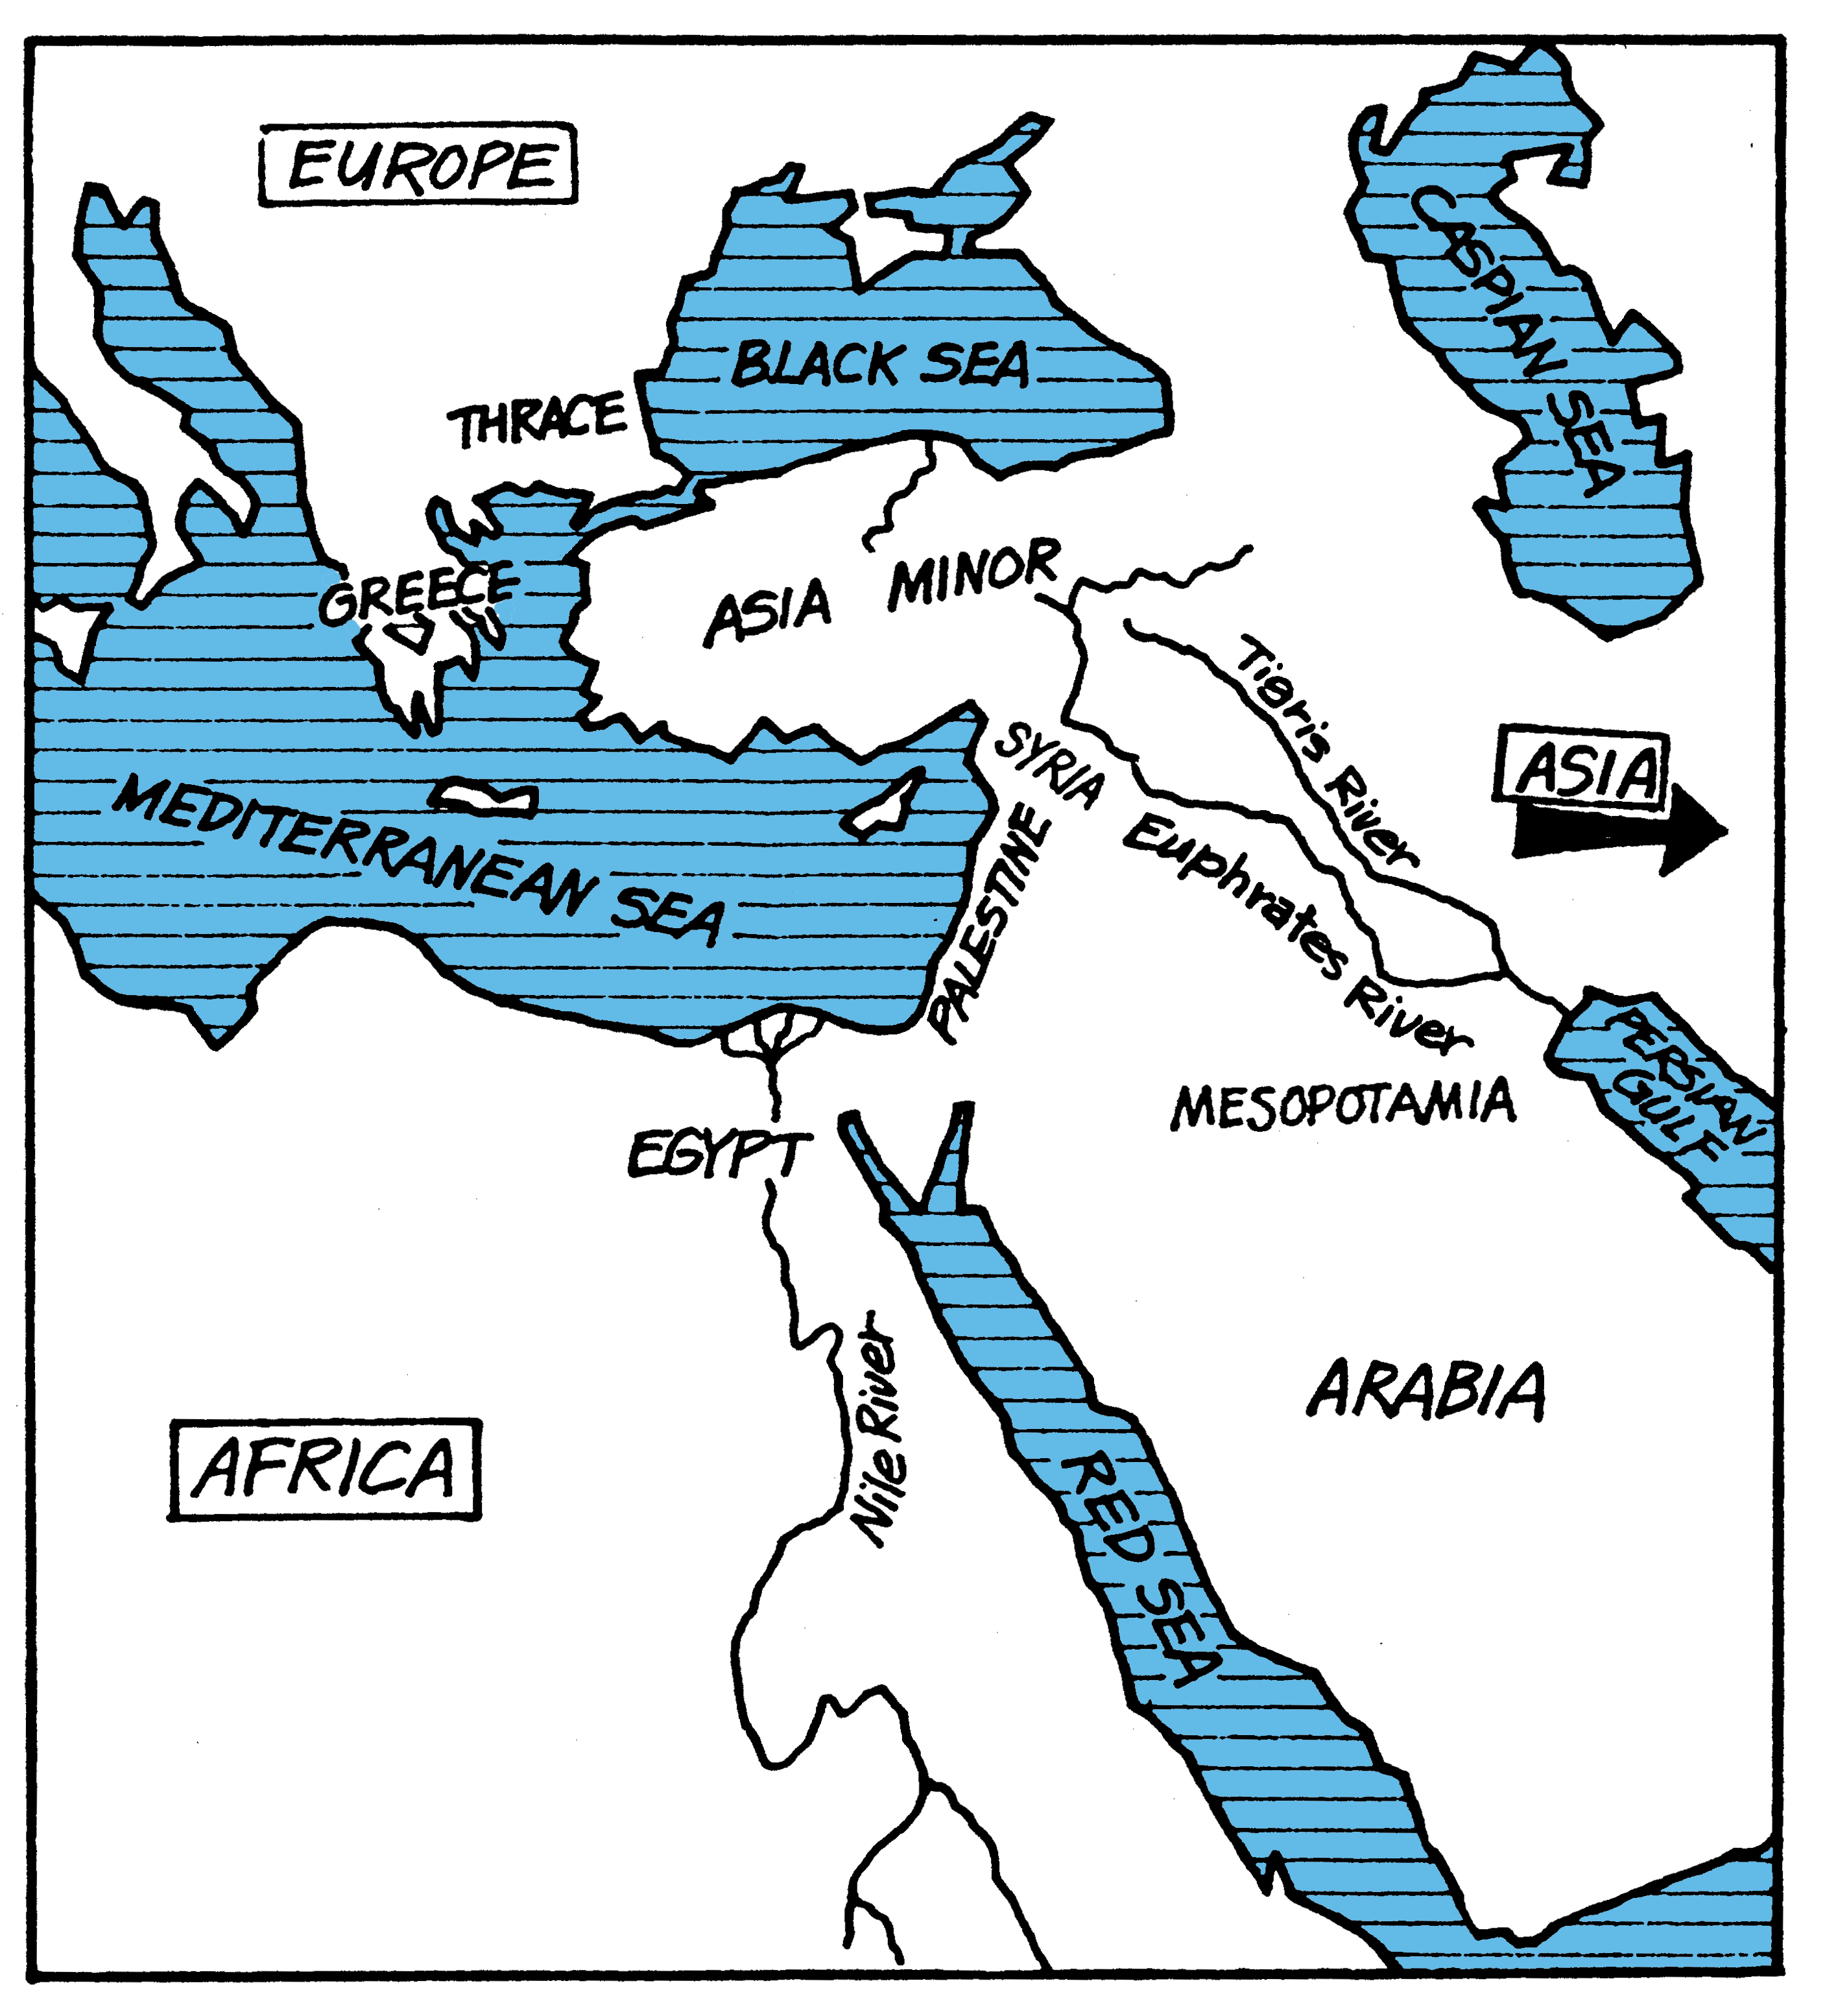 EUROPE
CASPIAN SEA
BLACK SEA
THRACE
GREECE
ASIA MINOR
Tigris River
SYRIA
ASIA
MEDITERRANEAN SEA
PALESTINE
Euphrates River
PERSIAN
GULF
MESOPOTAMIA
EGYPT
Nile River
ARABIA
AFRICA
RED SEA